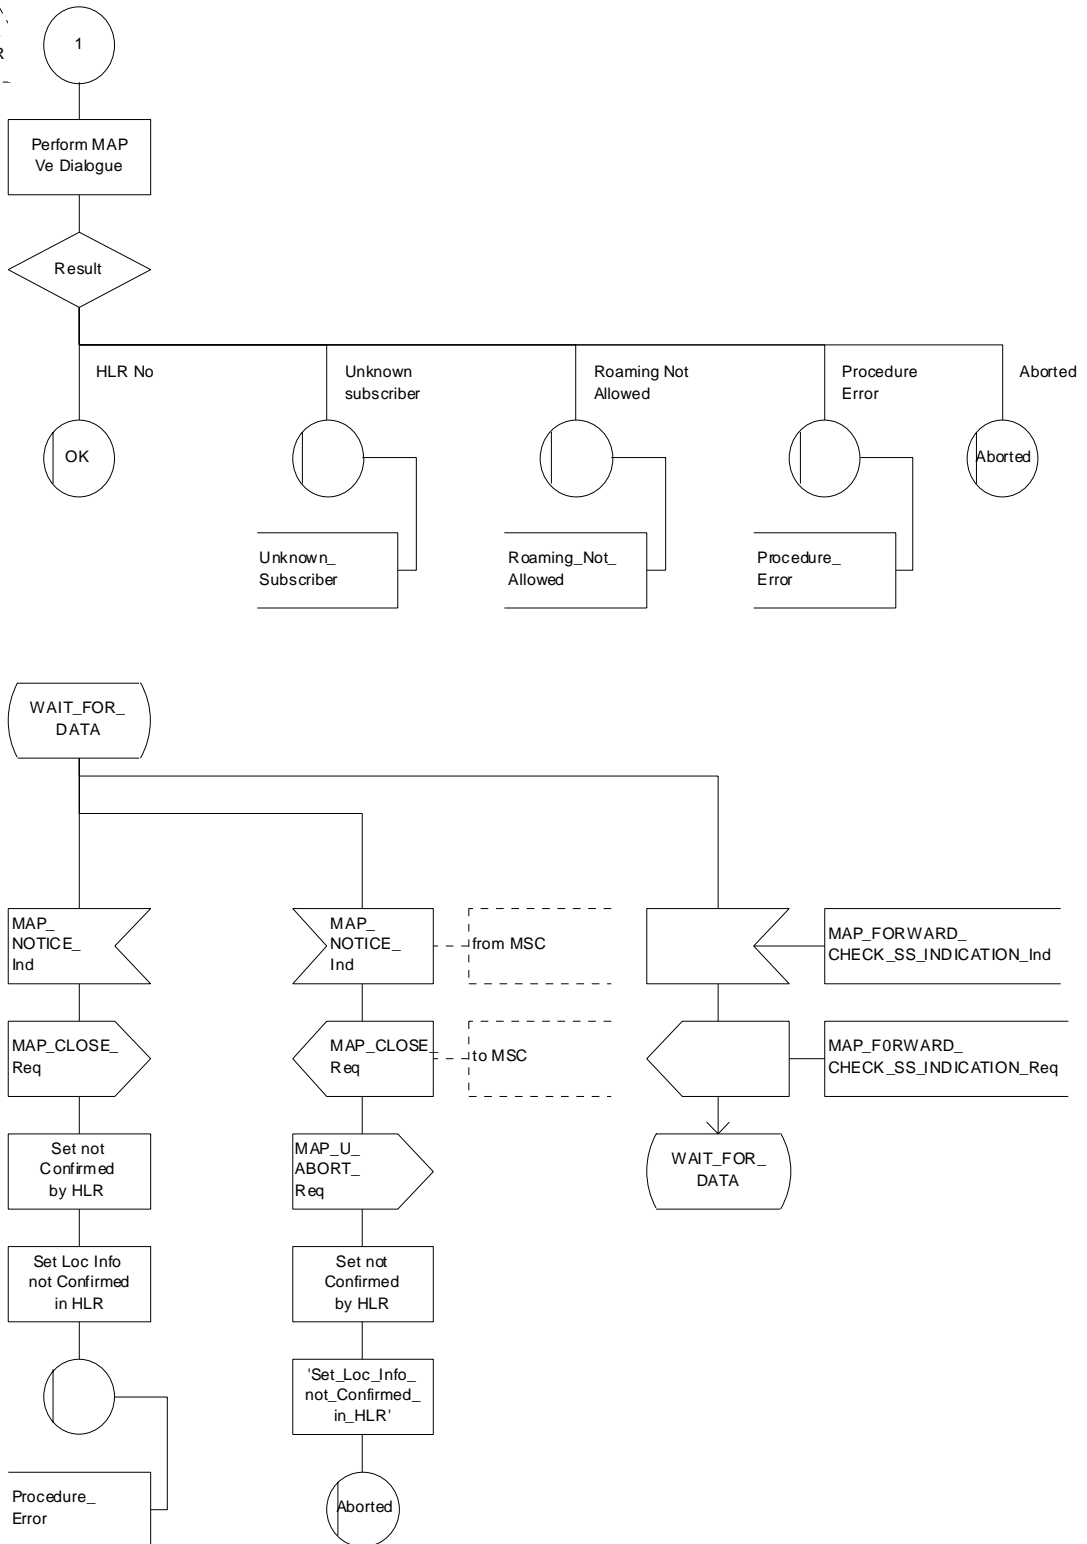 R
1
Perform MAP
Ve Dialogue
Result
HLR No
Unknown
subscriber
Roaming Not
Allowed
Procedure
Error
Aborted
OK
Aborted
Unknown_
Subscriber
Roaming_Not_
Allowed
Procedure_
Error
WAIT_FOR_
DATA
MAP_
NOTICE_
Ind
MAP_
NOTICE_
Ind
from MSC
MAP_FORWARD_
CHECK_SS_INDICATION_Ind
MAP_CLOSE_
Req
MAP_CLOSE_
Req
to MSC
MAP_F0RWARD_
CHECK_SS_INDICATION_Req
Set not
Confirmed
by HLR
MAP_U_
ABORT_
Req
WAIT_FOR_
DATA
Set Loc Info
not Confirmed
in HLR
Set not
Confirmed
by HLR
'Set_Loc_Info_
not_Confirmed_
in_HLR'
Procedure_
Error
Aborted